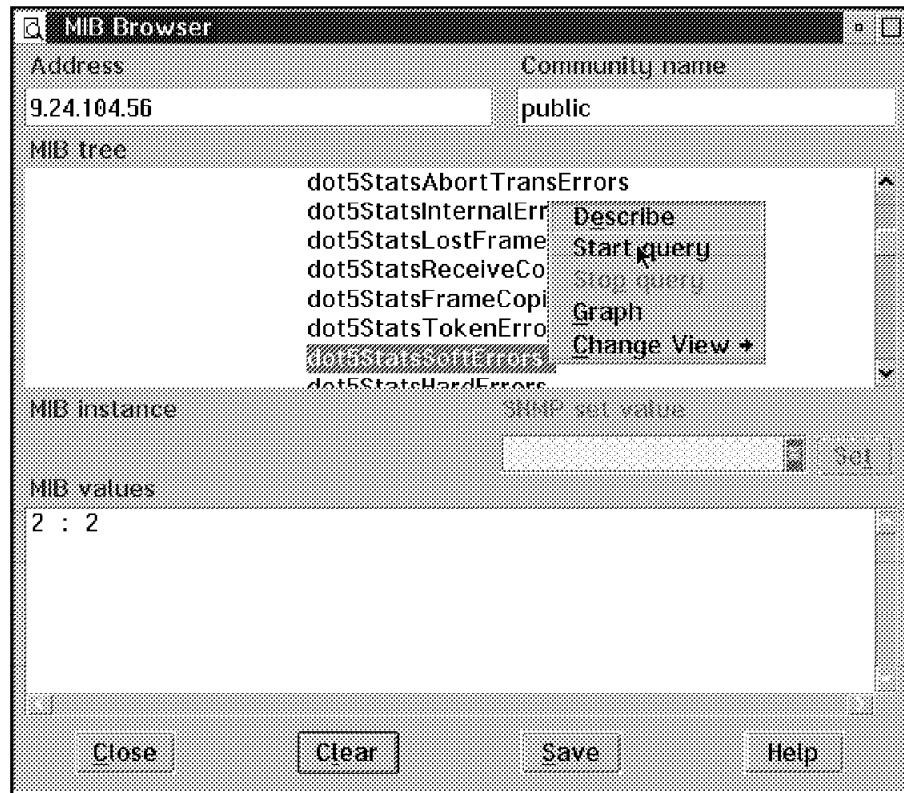 MIB Browser
Address Community name
9.24.104.56 public
MIB tree
dot5StatsAbortTransErrors
dot5StatsInternalErr
dot5StatsLostFrame
dot5StatsReceiveCo
dot5StatsFrameCopi
dot5StatsTokenErro
dot5StatsSoftErrors
dot5StatsHardErrors
Describe
Start query
Stop query
Graph
Change View
MIB instance SNMP set value
Set
MIB values
2 : 2
Close Clear Save Help